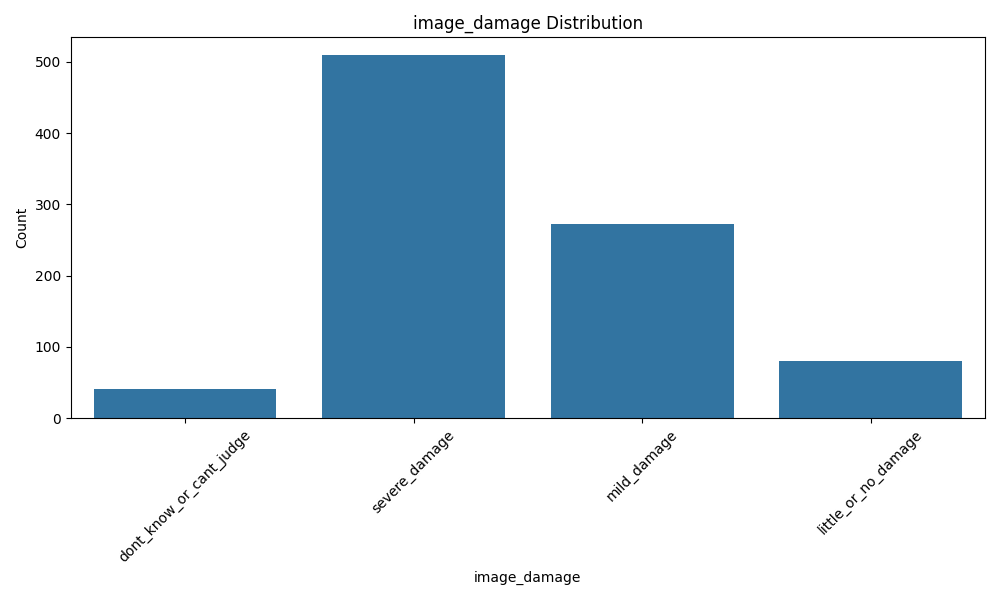 image_damage Distribution
Count
500
400
300
200
100
0
dont_know_or_cant_judge
severe_damage
mild_damage
little_or_no_damage
image_damage